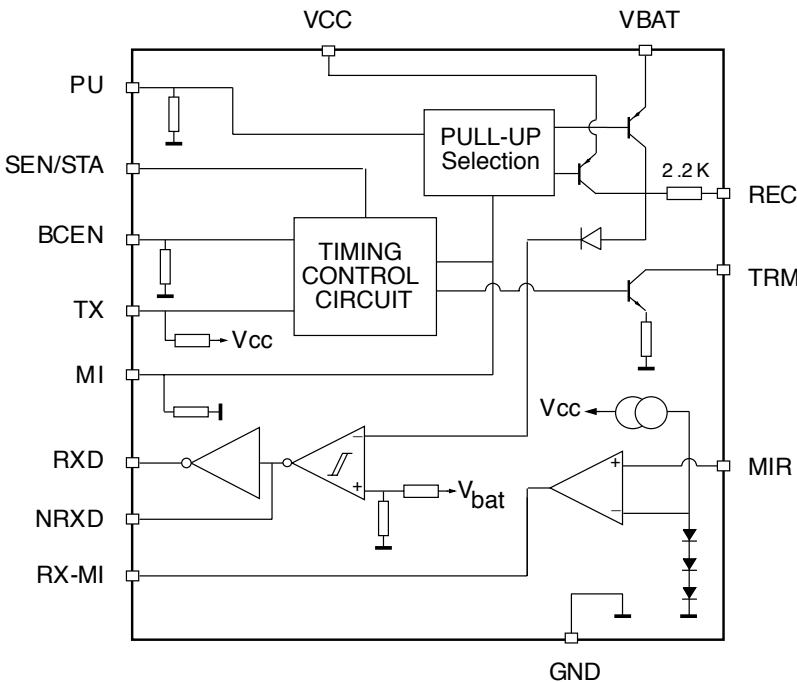 VCC
VBAT
PU
PULL-UP
Selection
SEN/STA
2.2K
REC
BCEN
TIMING
CONTROL
CIRCUIT
TRM
TX
Vcc
MI
Vcc
RXD
−
+
Vbat
+
−
MIR
NRXD
RX-MI
GND